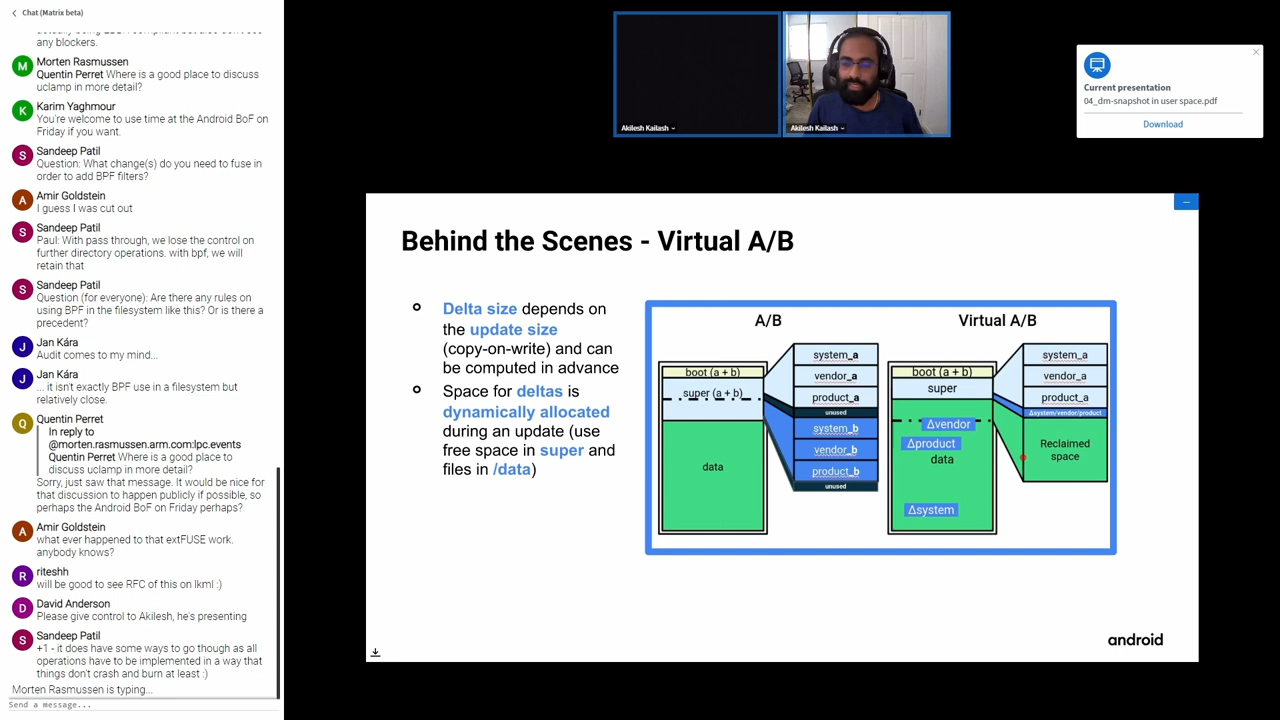 Chat (Matrix beta)
any blockers.
M
Morten Rasmussen
Quentin Perret Where is a good place to discuss
uclamp in more detail?
K
Karim Yaghmour
You're welcome to use time at the Android BoF on
Friday if you want.
S
Sandeep Patil
Question: What change(s) do you need to fuse in
order to add BPF filters?
A
Amir Goldstein
I guess I was cut out
S
Sandeep Patil
Paul: With pass through, we lose the control on
further directory operations. with bpf, we will
retain that
S
Sandeep Patil
Question (for everyone): Are there any rules on
using BPF in the filesystem like this? Or is there a
precedent?
J
Jan Kára
Audit comes to my mind...
J
Jan Kára
... it isn't exactly BPF use in a filesystem but
relatively close.
Q
Quentin Perret
In reply to
@morten.rasmussen.arm.com:lpc.events
Quentin Perret Where is a good place to
discuss uclamp in more detail?
Sorry, just saw that message. It would be nice for
that discussion to happen publicly if possible, so
perhaps the Android BoF on Friday perhaps?
A
Amir Goldstein
what ever happened to that extFUSE work.
anybody knows?
R
riteshh
will be good to see RFC of this on lkml :)
D
David Anderson
Please give control to Akilesh, he's presenting
S
Sandeep Patil
+1 - it does have some ways to go though as all
operations have to be implemented in a way that
things don't crash and burn at least :)
Morten Rasmussen is typing...
Send a message...
Akilesh Kailash
Akilesh Kailash
Current presentation
04_dm-snapshot in user space.pdf
Download
Behind the Scenes - Virtual A/B
Delta size depends on
the update size
(copy-on-write) and can
be computed in advance
Space for deltas is
dynamically allocated
during an update (use
free space in super and
files in /data)
A/B
boot (a + b)
super (a + b)
data
system_a
vendor_a
product_a
unused
system_b
vendor_b
product_b
unused
Virtual A/B
boot (a + b)
super
Δvendor
Δproduct
data
Δsystem
system_a
vendor_a
product_a
Δsystem/vendor/product
Reclaimed
space
android